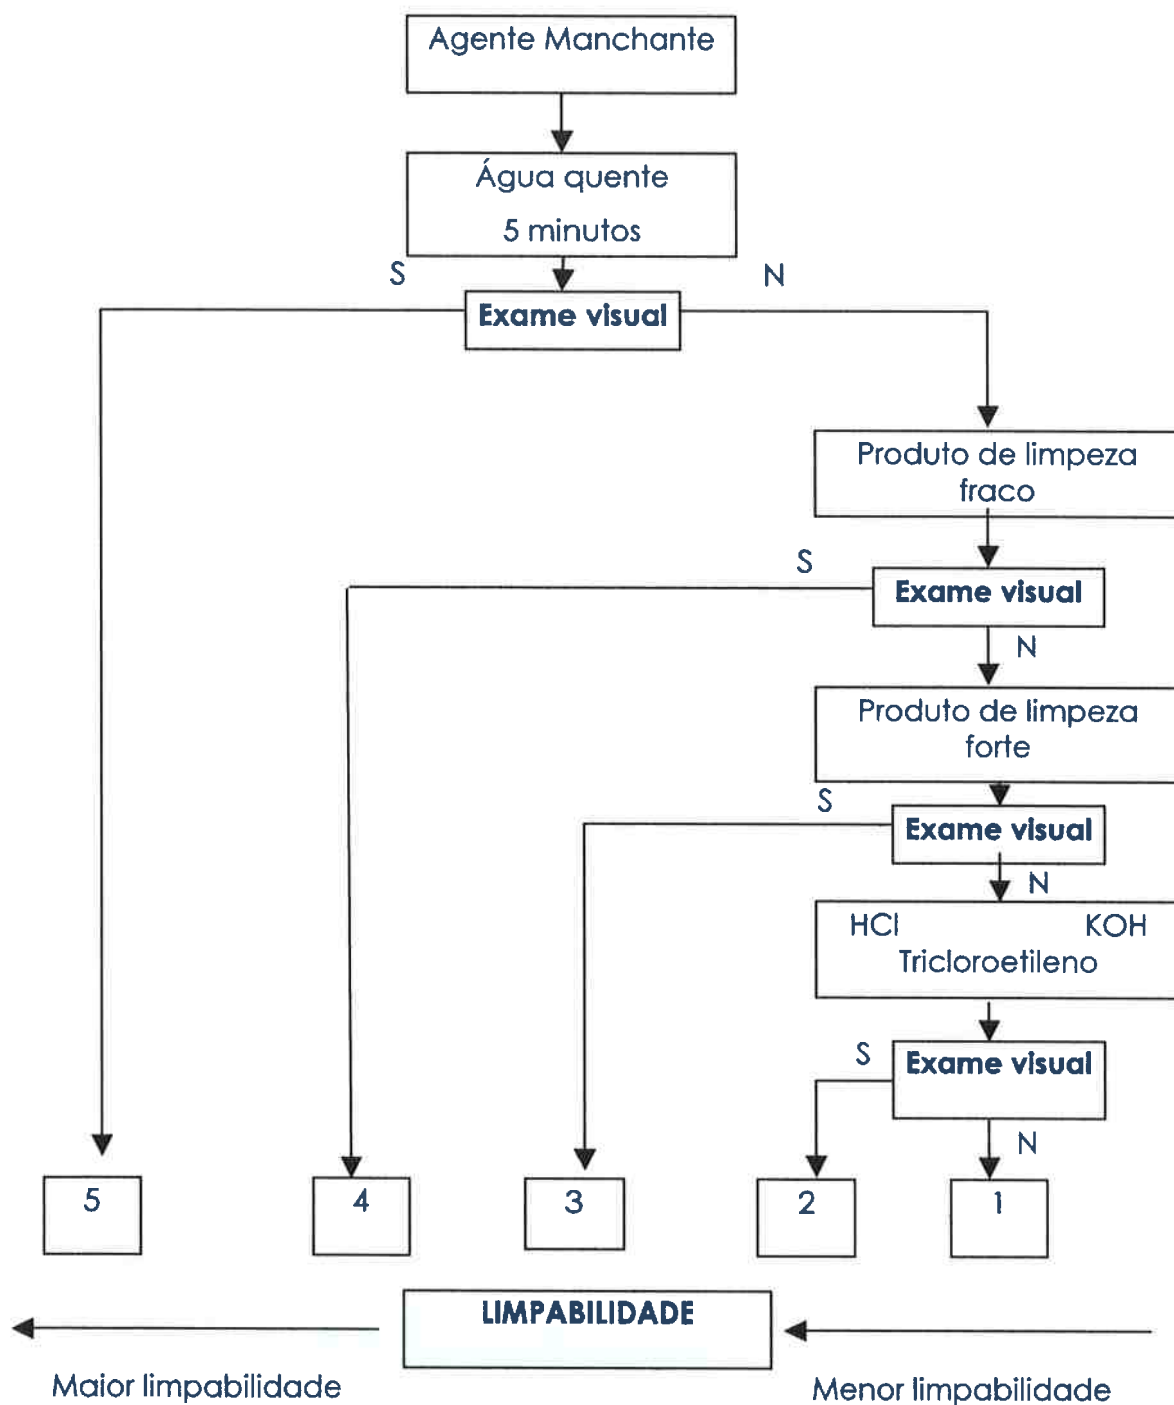 Agente Manchante
Água quente
5 minutos
S
N
Exame visual
Produto de limpeza
fraco
S
Exame visual
N
Produto de limpeza
forte
S
Exame visual
N
HCl KOH
Tricloroetileno
S
Exame visual
N
5 4 3 2 1
LIMPABILIDADE
Maior limpabilidade
Menor limpabilidade